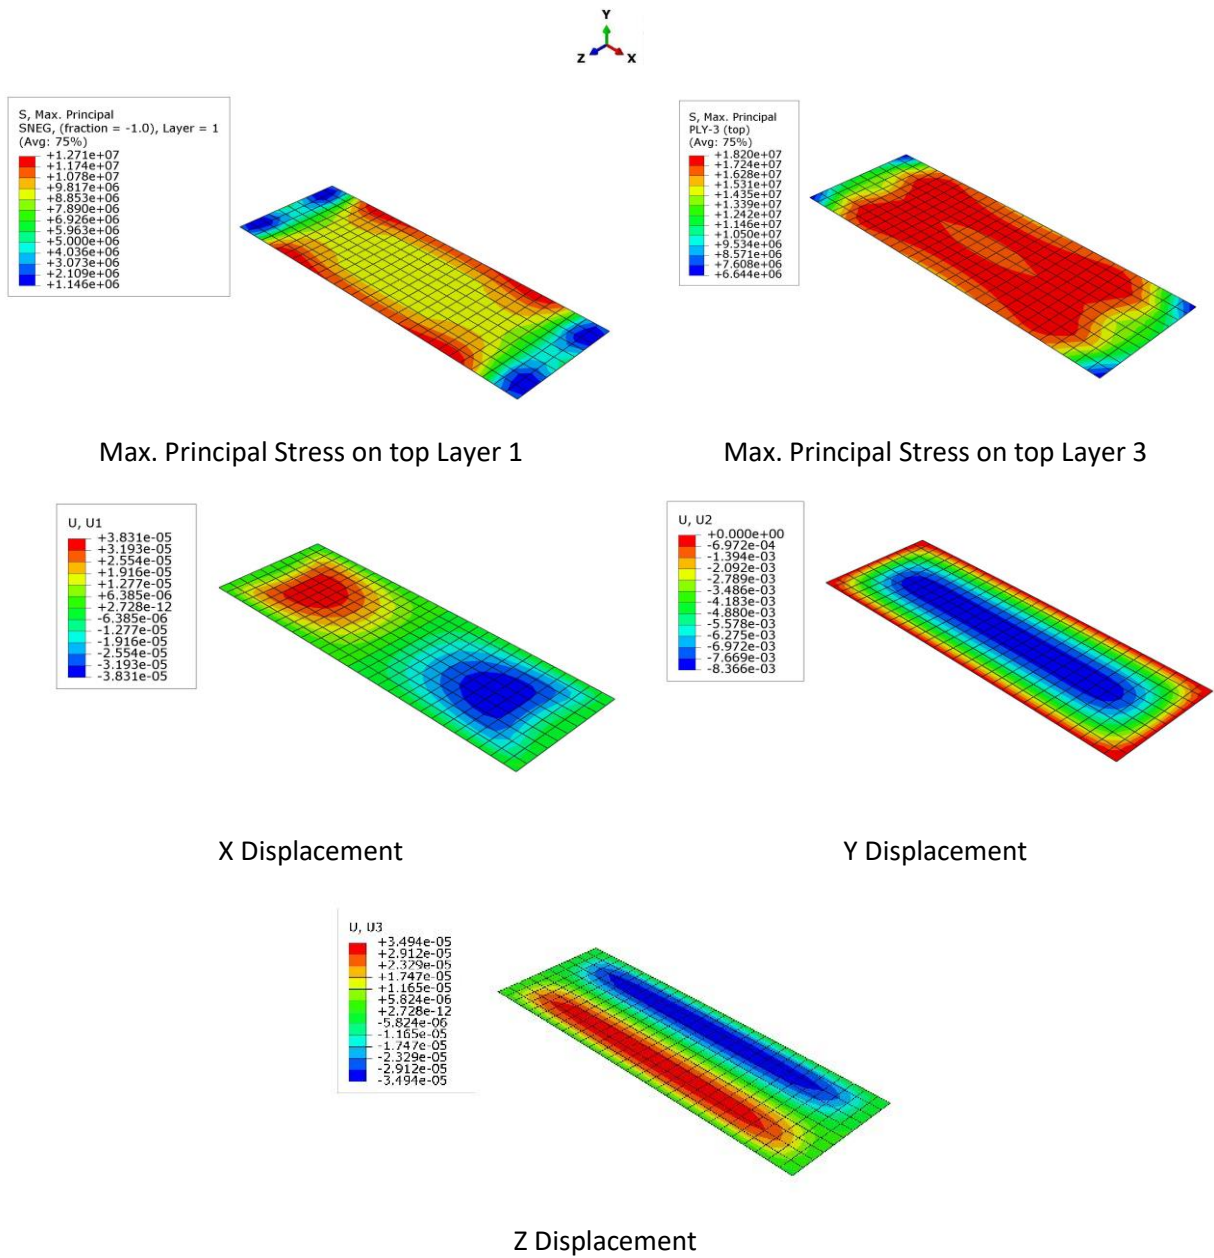 Y
Z
X
S, Max. Principal
SNEG, (fraction = -1.0), Layer = 1
(Avg: 75%)
+1.271e+07
+1.174e+07
+1.078e+07
+9.817e+06
+8.853e+06
+7.890e+06
+6.926e+06
+5.963e+06
+5.000e+06
+4.036e+06
+3.073e+06
+2.109e+06
+1.146e+06
S, Max. Principal
PLY-3 (top)
(Avg: 75%)
+1.820e+07
+1.724e+07
+1.628e+07
+1.531e+07
+1.435e+07
+1.339e+07
+1.242e+07
+1.146e+07
+1.050e+07
+9.534e+06
+8.571e+06
+7.608e+06
+6.644e+06
Max. Principal Stress on top Layer 1
Max. Principal Stress on top Layer 3
U, U1
+3.831e-05
+3.193e-05
+2.554e-05
+1.916e-05
+1.277e-05
+6.385e-06
+2.728e-12
-6.385e-06
-1.277e-05
-1.916e-05
-2.554e-05
-3.193e-05
-3.831e-05
U, U2
+0.000e+00
-6.972e-04
-1.394e-03
-2.092e-03
-2.789e-03
-3.486e-03
-4.183e-03
-4.880e-03
-5.578e-03
-6.275e-03
-6.972e-03
-7.669e-03
-8.366e-03
X Displacement
Y Displacement
U, U3
+3.494e-05
+2.912e-05
+2.329e-05
+1.747e-05
+1.165e-05
+5.824e-06
+2.728e-12
-5.824e-06
-1.165e-05
-1.747e-05
-2.329e-05
-2.912e-05
-3.494e-05
Z Displacement